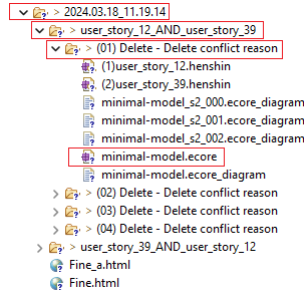 > 2024.03.18_11.19.14
> user_story_12_AND_user_story_39
> (01) Delete - Delete conflict reason
(1)user_story_12.henshin
(2)user_story_39.henshin
minimal-model_s2_000.ecore_diagram
minimal-model_s2_001.ecore_diagram
minimal-model_s2_002.ecore_diagram
minimal-model.ecore
minimal-model.ecore_diagram
> (02) Delete - Delete conflict reason
> (03) Delete - Delete conflict reason
> (04) Delete - Delete conflict reason
> user_story_39_AND_user_story_12
Fine_a.html
Fine.html